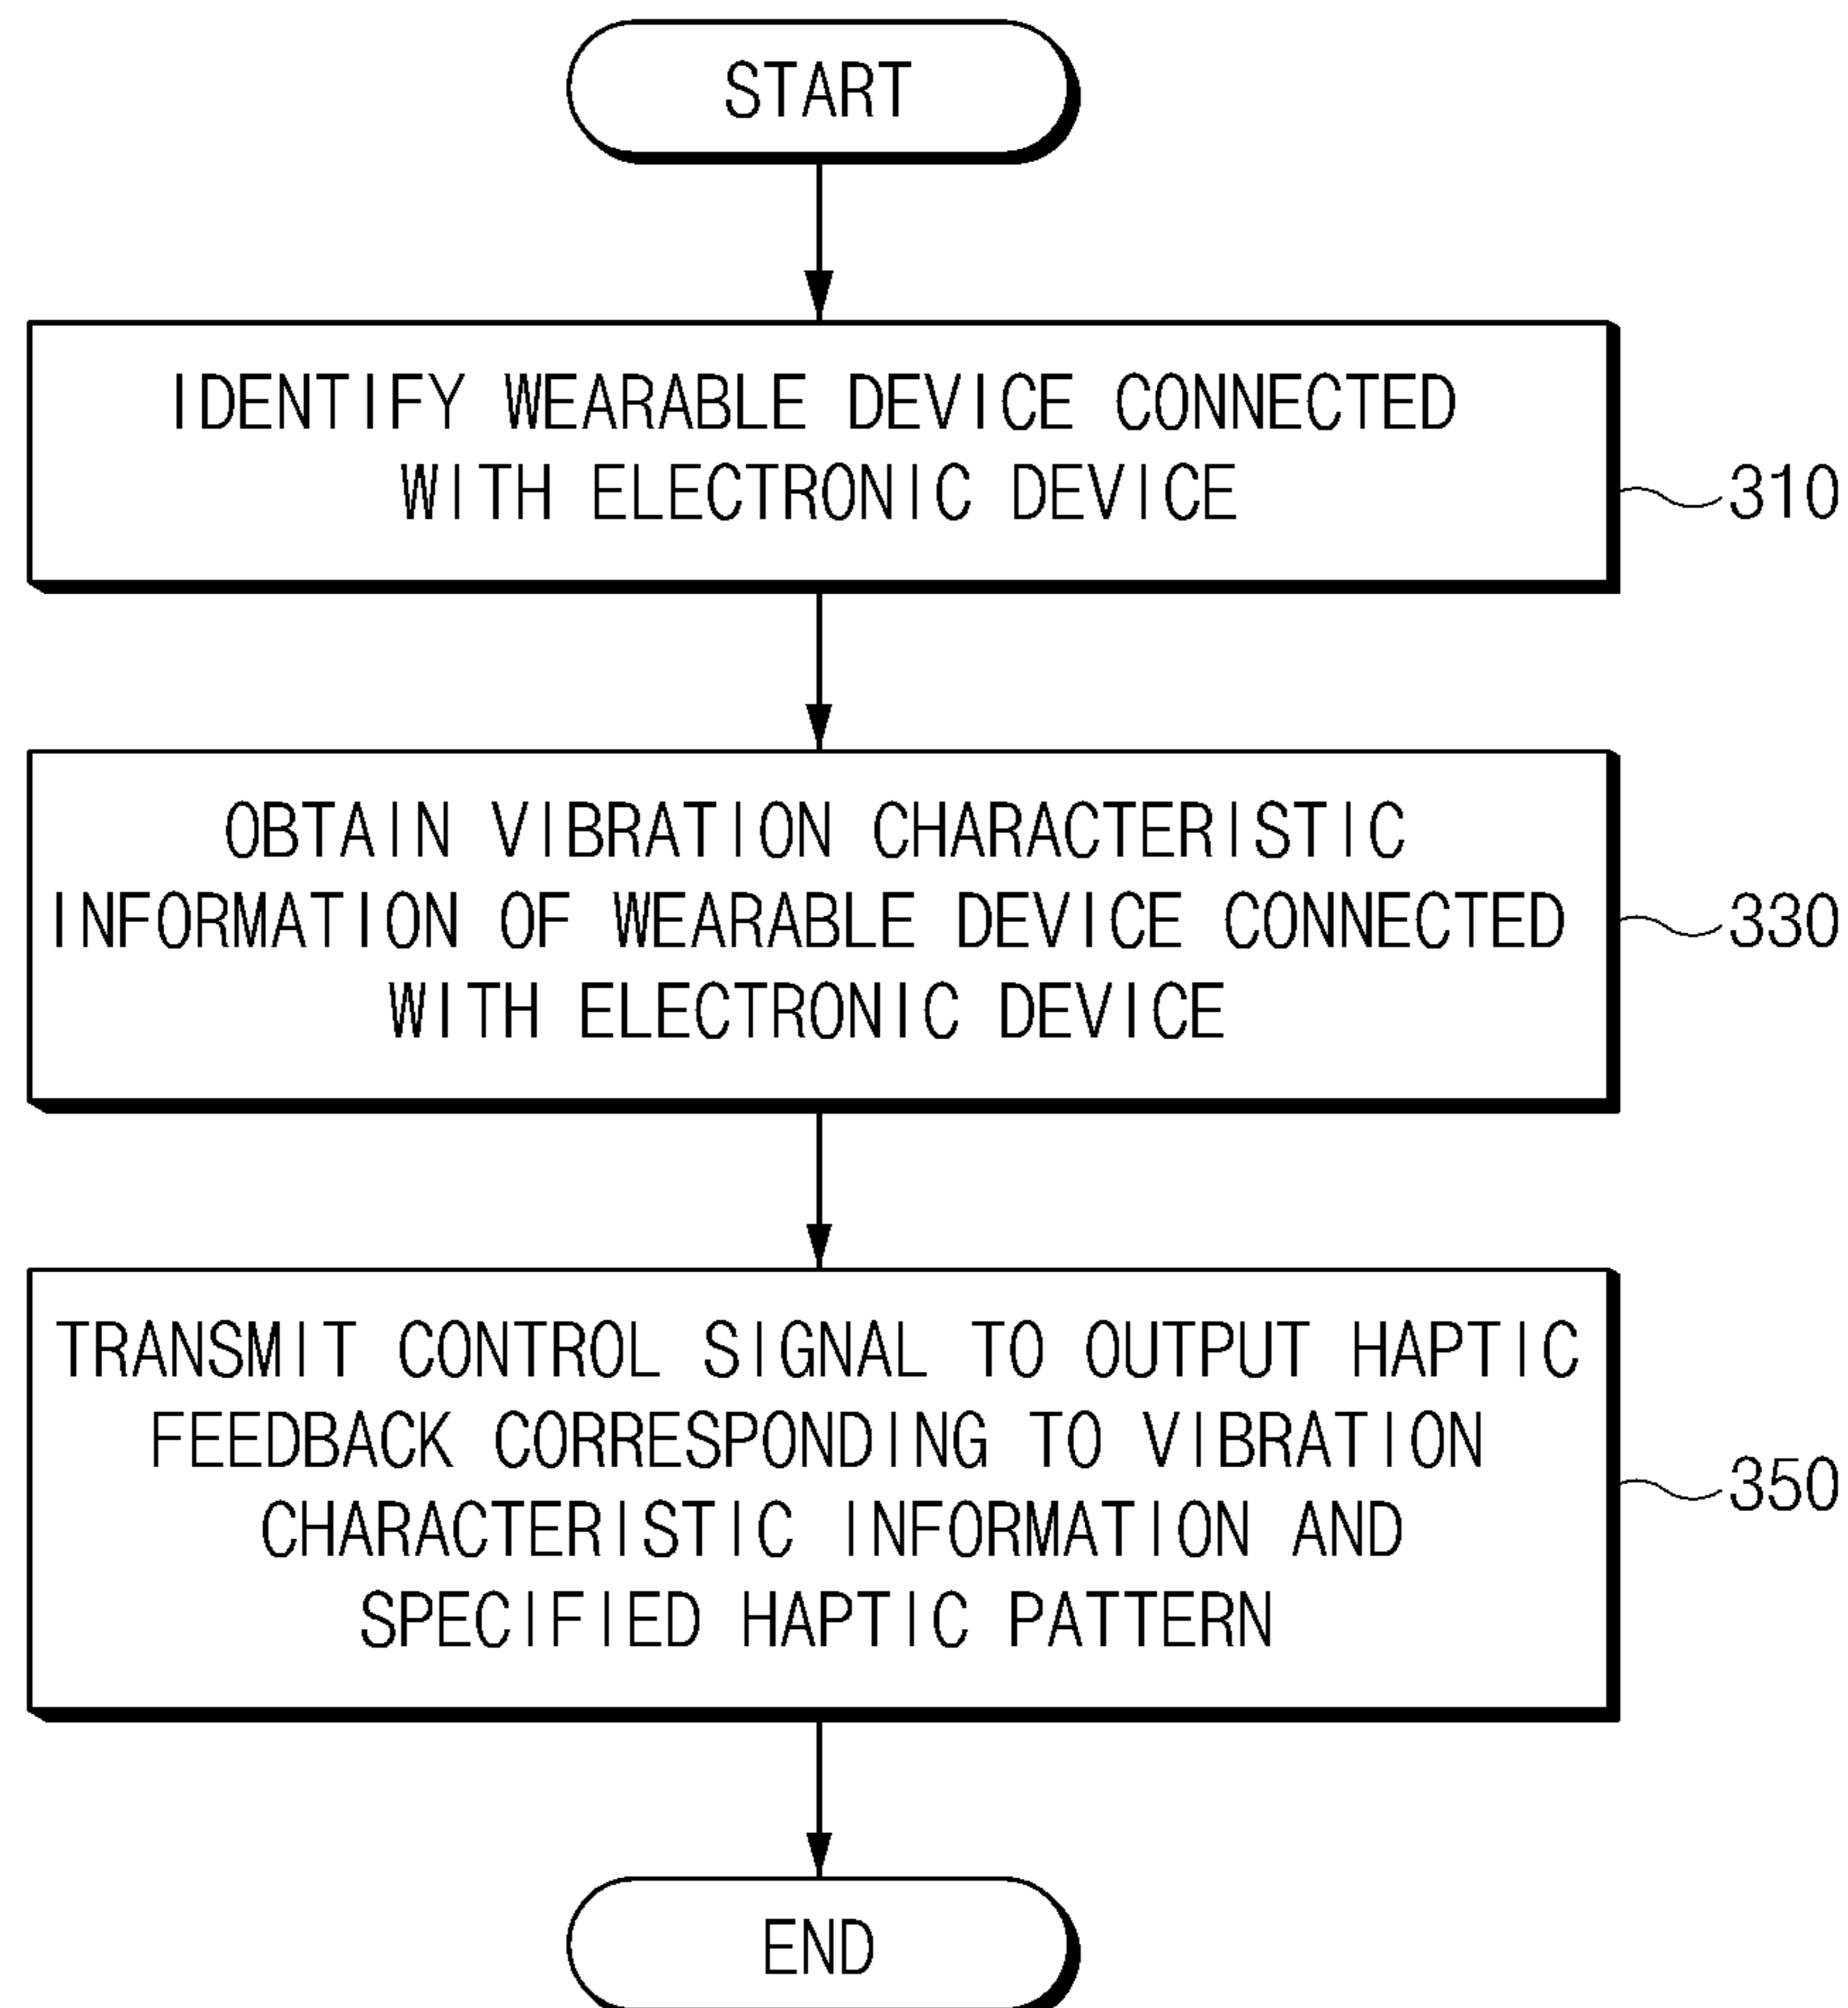 START
IDENTIFY WEARABLE DEVICE CONNECTED
WITH ELECTRONIC DEVICE
310
OBTAIN VIBRATION CHARACTERISTIC
INFORMATION OF WEARABLE DEVICE CONNECTED
WITH ELECTRONIC DEVICE
330
TRANSMIT CONTROL SIGNAL TO OUTPUT HAPTIC
FEEDBACK CORRESPONDING TO VIBRATION
CHARACTERISTIC INFORMATION AND
SPECIFIED HAPTIC PATTERN
350
END